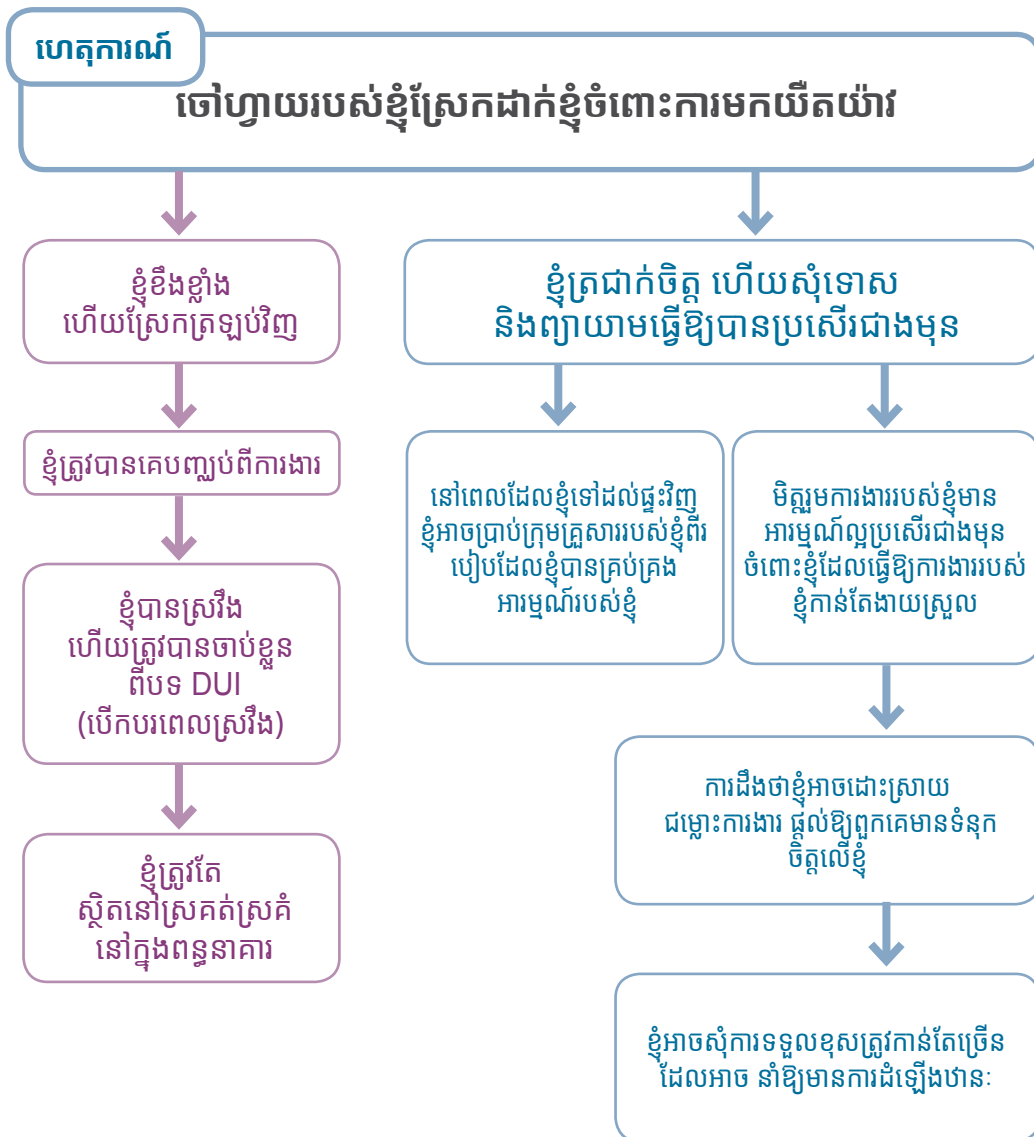 ហេតុការណ៍
ចៅហ្វាយរបស់ខ្ញុំស្រែកដាក់ខ្ញុំចំពោះការមកយឺតយ៉ាវ
ខ្ញុំខឹងខ្លាំង
ហើយស្រែកត្រឡប់វិញ
ខ្ញុំត្រូវបានគេបញ្ឈប់ពីការងារ
ខ្ញុំបានស្រវឹង
ហើយត្រូវបានចាប់ខ្លួន
ពីបទ DUI
(បើកបរពេលស្រវឹង)
ខ្ញុំត្រូវតែ
ស្ថិតនៅស្រគត់ស្រគំ
នៅក្នុងពន្ធនាគារ
ខ្ញុំត្រជាក់ចិត្ត ហើយសុំទោស
និងព្យាយាមធ្វើឱ្យបានប្រសើរជាងមុន
នៅពេលដែលខ្ញុំទៅដល់ផ្ទះវិញ
ខ្ញុំអាចប្រាប់ក្រុមគ្រួសាររបស់ខ្ញុំពីរ
បៀបដែលខ្ញុំបានគ្រប់គ្រង
អារម្មណ៍របស់ខ្ញុំ
មិត្តរួមការងាររបស់ខ្ញុំមាន
អារម្មណ៍ល្អប្រសើរជាងមុន
ចំពោះខ្ញុំដែលធ្វើឱ្យការងាររបស់
ខ្ញុំកាន់តែងាយស្រួល
ការដឹងថាខ្ញុំអាចដោះស្រាយ
ជម្លោះការងារ ផ្តល់ឱ្យពួកគេមានទំនុក
ចិត្តលើខ្ញុំ
ខ្ញុំអាចសុំការទទួលខុសត្រូវកាន់តែច្រើន
ដែលអាច នាំឱ្យមានការដំឡើងឋានៈ